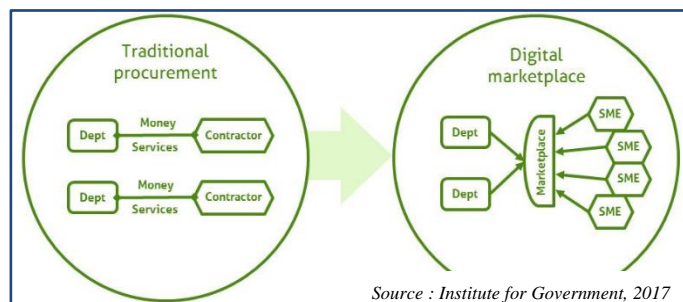 Traditional
procurement
Dept
Money
Services
Contractor
Dept
Money
Services
Contractor
Digital
marketplace
Dept
Dept
Marketplace
SME
SME
SME
SME
Source : Institute for Government, 2017